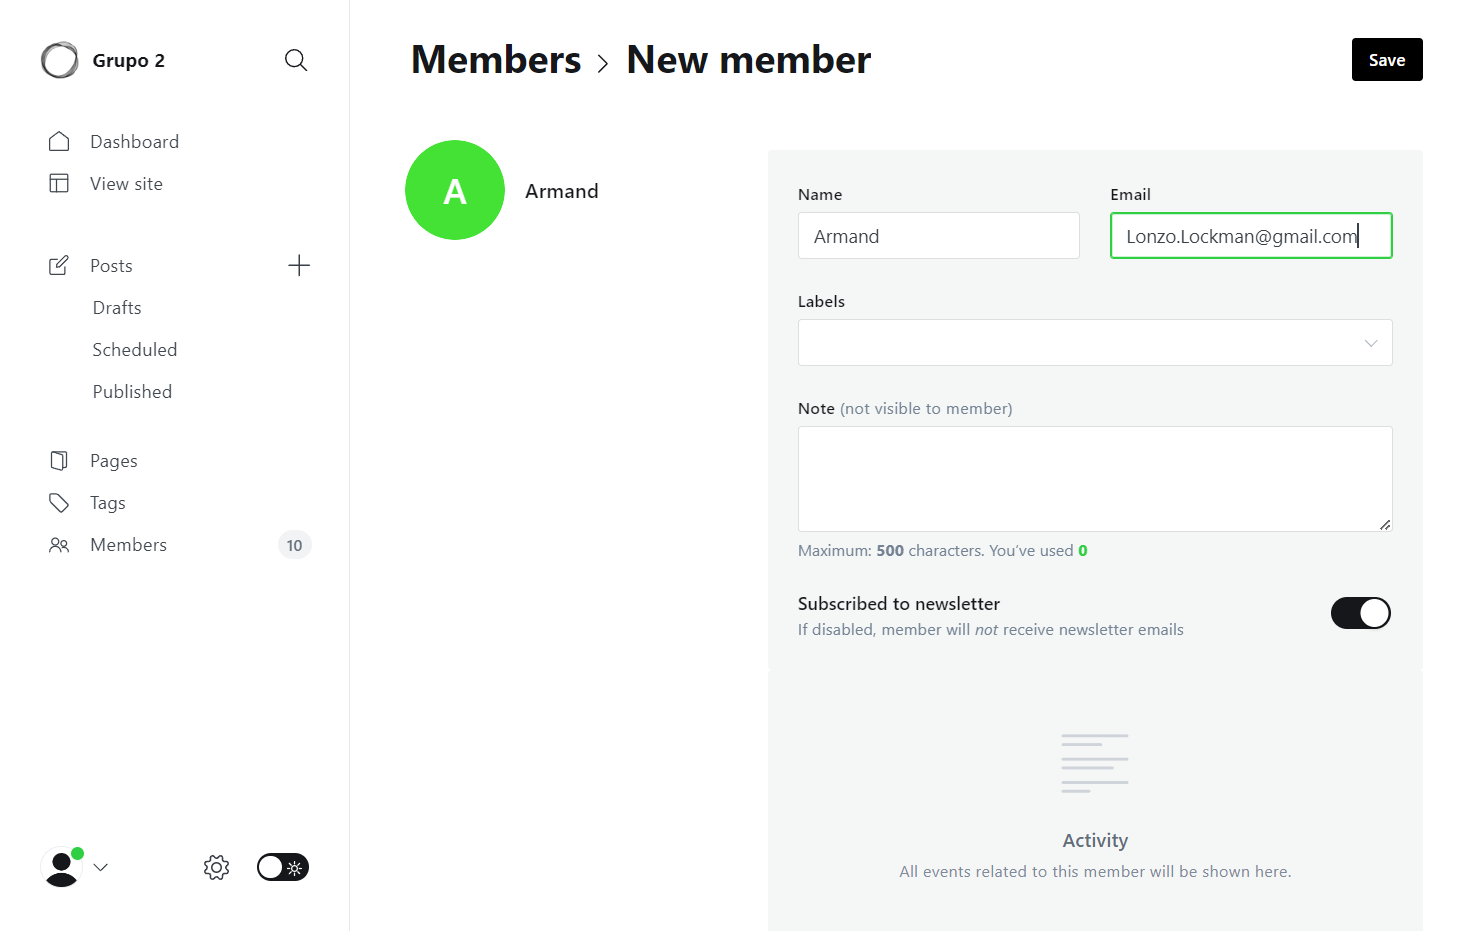 Grupo 2
Dashboard
View site
Posts
Drafts
Scheduled
Published
Pages
Tags
Members 10
Members > New member
Save
A
Armand
Name
Armand
Email
Lonzo.Lockman@gmail.com
Labels
Note (not visible to member)
Maximum: 500 characters. You've used 0
Subscribed to newsletter
If disabled, member will not receive newsletter emails
Activity
All events related to this member will be shown here.